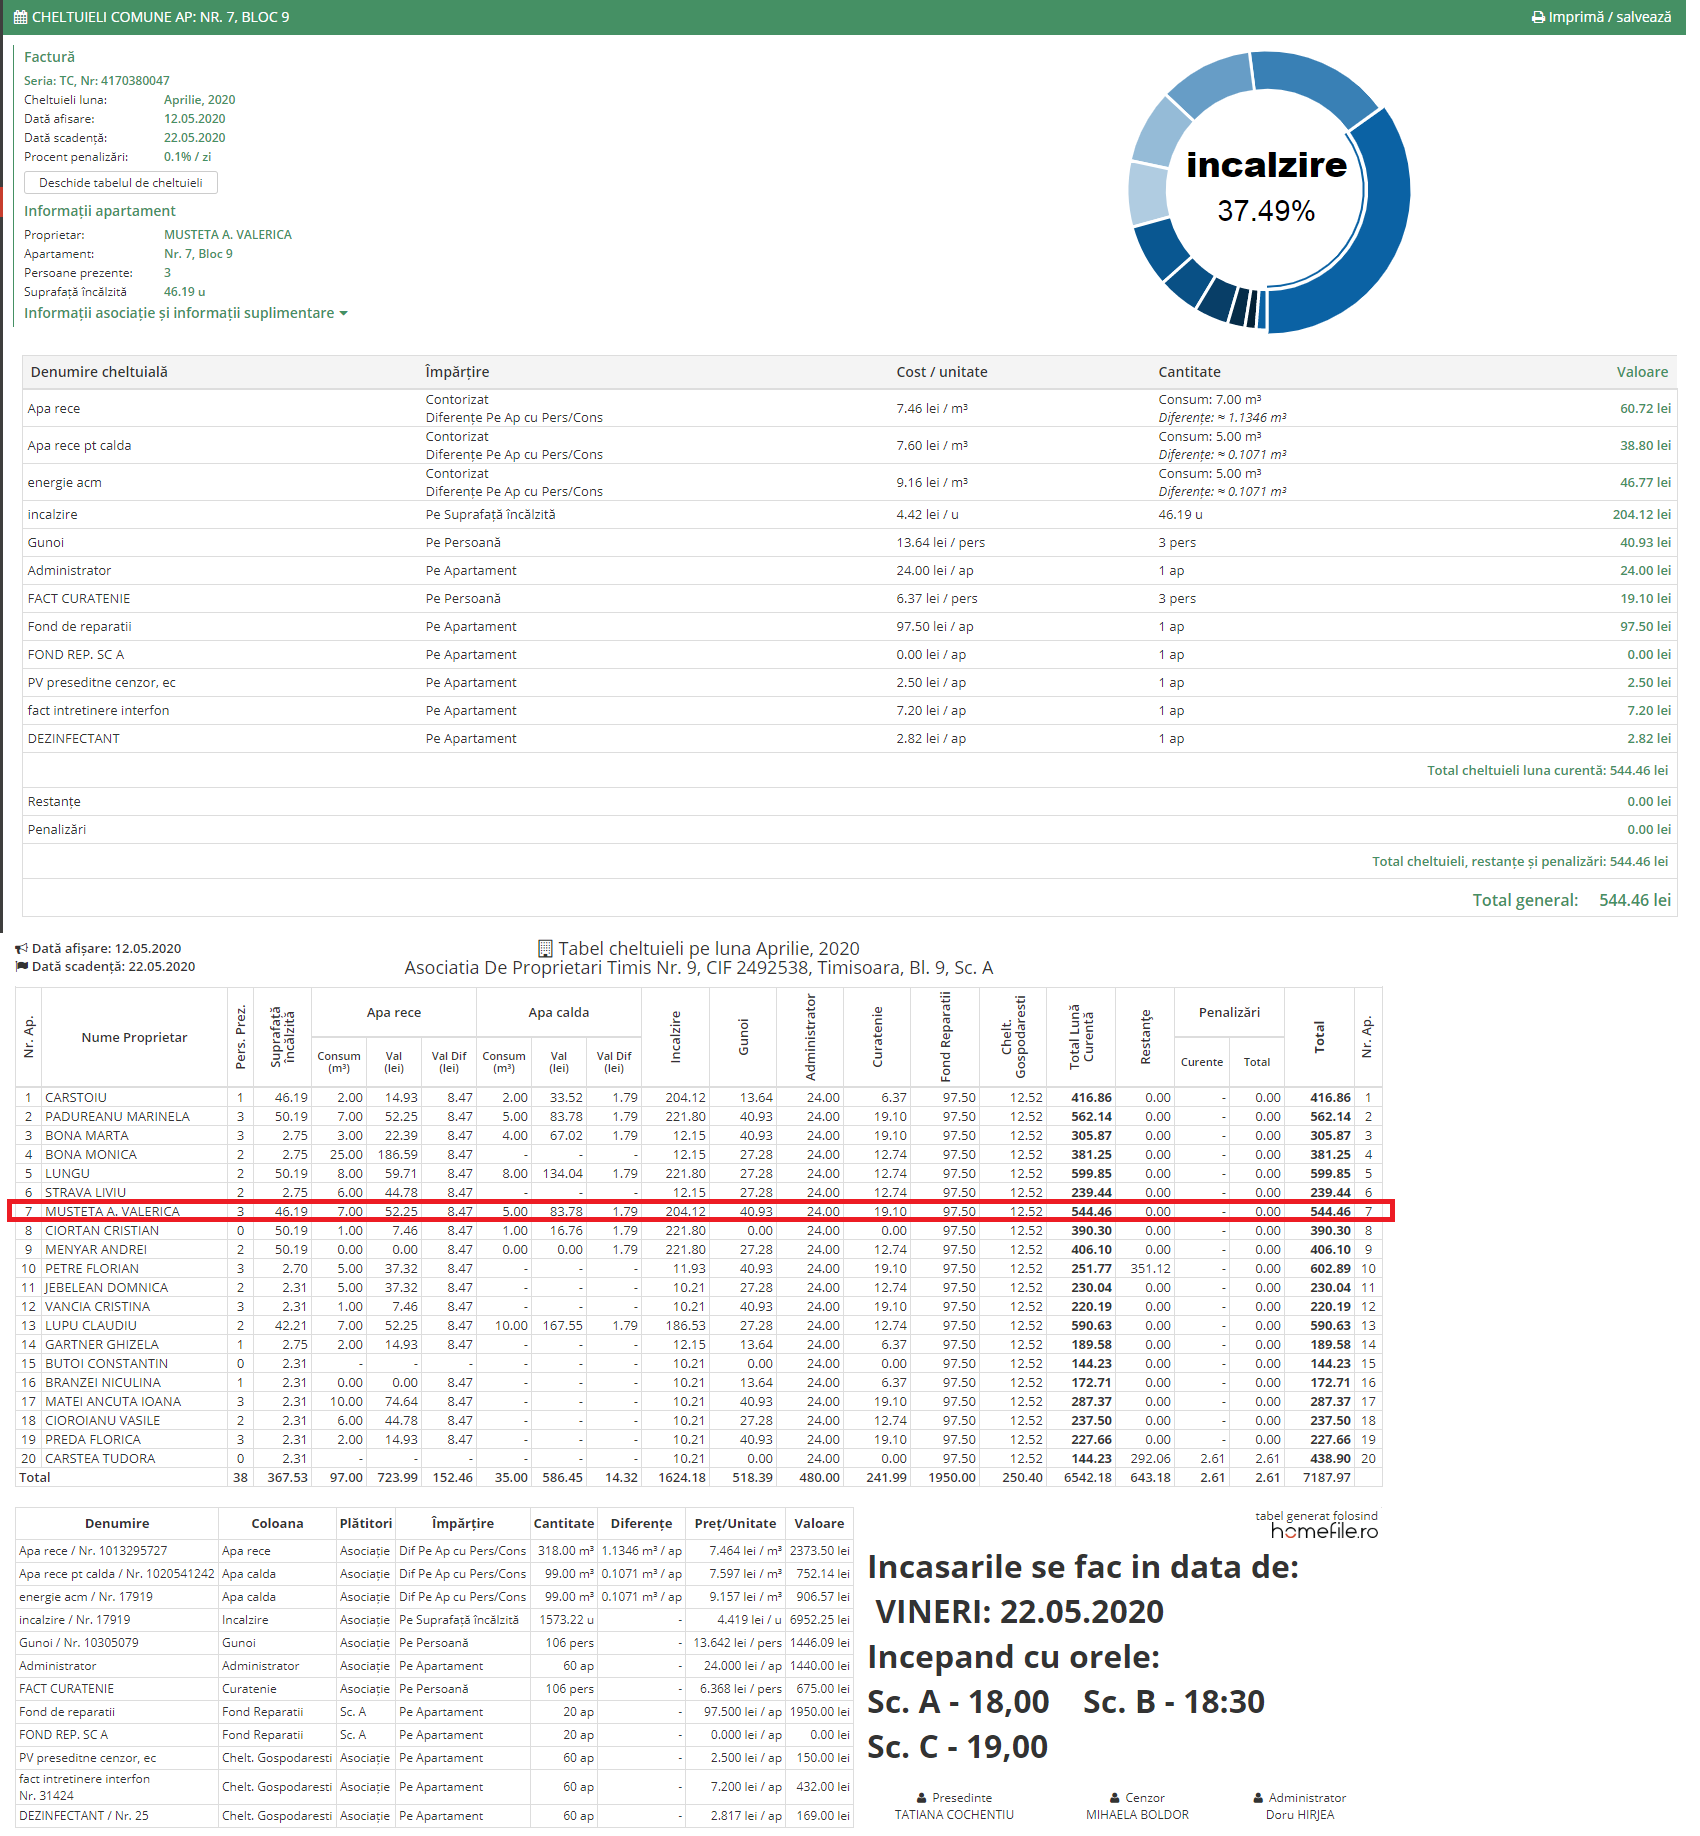 CHELTUIELI COMUNE AP: NR. 7, BLOC 9
Imprimă / salvează
Factură
Seria: TC, Nr: 4170380047
Cheltuieli luna: Aprilie, 2020
Dată afisare: 12.05.2020
Dată scadență: 22.05.2020
Procent penalizări: 0.1% / zi
Deschide tabelul de cheltuieli
Informații apartament
Proprietar: MUSTETA A. VALERICA
Apartament: Nr. 7, Bloc 9
Persoane prezente: 3
Suprafață încălzită 46.19 u
Informații asociație și informații suplimentare
incalzire
37.49%
Denumire cheltuială Împărțire Cost / unitate Cantitate Valoare
Apa rece Contorizat Diferențe Pe Ap cu Pers/Cons 7.46 lei / m³ Consum: 7.00 m³ Diferențe: ≈ 1.1346 m³ 60.72 lei
Apa rece pt calda Contorizat Diferențe Pe Ap cu Pers/Cons 7.60 lei / m³ Consum: 5.00 m³ Diferențe: ≈ 0.1071 m³ 38.80 lei
energie acm Contorizat Diferențe Pe Ap cu Pers/Cons 9.16 lei / m³ Consum: 5.00 m³ Diferențe: ≈ 0.1071 m³ 46.77 lei
incalzire Pe Suprafață încălzită 4.42 lei / u 46.19 u 204.12 lei
Gunoi Pe Persoană 13.64 lei / pers 3 pers 40.93 lei
Administrator Pe Apartament 24.00 lei / ap 1 ap 24.00 lei
FACT CURATENIE Pe Persoană 6.37 lei / pers 3 pers 19.10 lei
Fond de reparatii Pe Apartament 97.50 lei / ap 1 ap 97.50 lei
FOND REP. SC A Pe Apartament 0.00 lei / ap 1 ap 0.00 lei
PV preseditne cenzor, ec Pe Apartament 2.50 lei / ap 1 ap 2.50 lei
fact intretinere interfon Pe Apartament 7.20 lei / ap 1 ap 7.20 lei
DEZINFECTANT Pe Apartament 2.82 lei / ap 1 ap 2.82 lei
Total cheltuieli luna curentă: 544.46 lei
Restanțe 0.00 lei
Penalizări 0.00 lei
Total cheltuieli, restanțe și penalizări: 544.46 lei
Total general: 544.46 lei
Dată afișare: 12.05.2020
Dată scadență: 22.05.2020
Tabel cheltuieli pe luna Aprilie, 2020
Asociatia De Proprietari Timis Nr. 9, CIF 2492538, Timisoara, Bl. 9, Sc. A
Nr. Ap. Nume Proprietar Pers. Prez. Suprafață încălzită Apa rece Apa calda Incalzire Gunoi Administrator Curatenie Fond Reparatii Chelt. Gospodaresti Total Lună Curentă Restanțe Penalizări Total Nr. Ap.
Consum (m³) Val (lei) Val Dif (lei) Consum (m³) Val (lei) Val Dif (lei) Curente Total
1 CARSTOIU 1 46.19 2.00 14.93 8.47 2.00 33.52 1.79 204.12 13.64 24.00 6.37 97.50 12.52 416.86 0.00 - 0.00 416.86 1
2 PADUREANU MARINELA 3 50.19 7.00 52.25 8.47 5.00 83.78 1.79 221.80 40.93 24.00 19.10 97.50 12.52 562.14 0.00 - 0.00 562.14 2
3 BONA MARTA 3 2.75 3.00 22.39 8.47 4.00 67.02 1.79 12.15 40.93 24.00 19.10 97.50 12.52 305.87 0.00 - 0.00 305.87 3
4 BONA MONICA 2 2.75 25.00 186.59 8.47 - - - 12.15 27.28 24.00 12.74 97.50 12.52 381.25 0.00 - 0.00 381.25 4
5 LUNGU 2 50.19 8.00 59.71 8.47 8.00 134.04 1.79 221.80 27.28 24.00 12.74 97.50 12.52 599.85 0.00 - 0.00 599.85 5
6 STRAVA LIVIU 2 2.75 6.00 44.78 8.47 - - - 12.15 27.28 24.00 12.74 97.50 12.52 239.44 0.00 - 0.00 239.44 6
7 MUSTETA A. VALERICA 3 46.19 7.00 52.25 8.47 5.00 83.78 1.79 204.12 40.93 24.00 19.10 97.50 12.52 544.46 0.00 - 0.00 544.46 7
8 CIORTAN CRISTIAN 0 50.19 1.00 7.46 8.47 1.00 16.76 1.79 221.80 0.00 24.00 0.00 97.50 12.52 390.30 0.00 - 0.00 390.30 8
9 MENYAR ANDREI 2 50.19 0.00 0.00 8.47 0.00 0.00 1.79 221.80 27.28 24.00 12.74 97.50 12.52 406.10 0.00 - 0.00 406.10 9
10 PETRE FLORIAN 3 2.70 5.00 37.32 8.47 - - - 11.93 40.93 24.00 19.10 97.50 12.52 251.77 351.12 - 0.00 602.89 10
11 JEBELEAN DOMNICA 2 2.31 5.00 37.32 8.47 - - - 10.21 27.28 24.00 12.74 97.50 12.52 230.04 0.00 - 0.00 230.04 11
12 VANCIA CRISTINA 3 2.31 1.00 7.46 8.47 - - - 10.21 40.93 24.00 19.10 97.50 12.52 220.19 0.00 - 0.00 220.19 12
13 LUPU CLAUDIU 2 42.21 7.00 52.25 8.47 10.00 167.55 1.79 186.53 27.28 24.00 12.74 97.50 12.52 590.63 0.00 - 0.00 590.63 13
14 GARTNER GHIZELA 1 2.75 2.00 14.93 8.47 - - - 12.15 13.64 24.00 6.37 97.50 12.52 189.58 0.00 - 0.00 189.58 14
15 BUTOI CONSTANTIN 0 2.31 - - - - - - 10.21 0.00 24.00 0.00 97.50 12.52 144.23 0.00 - 0.00 144.23 15
16 BRANZEI NICULINA 1 2.31 0.00 0.00 8.47 - - - 10.21 13.64 24.00 6.37 97.50 12.52 172.71 0.00 - 0.00 172.71 16
17 MATEI ANCUTA IOANA 3 2.31 10.00 74.64 8.47 - - - 10.21 40.93 24.00 19.10 97.50 12.52 287.37 0.00 - 0.00 287.37 17
18 CIOROIANU VASILE 2 2.31 6.00 44.78 8.47 - - - 10.21 27.28 24.00 12.74 97.50 12.52 237.50 0.00 - 0.00 237.50 18
19 PREDA FLORICA 3 2.31 2.00 14.93 8.47 - - - 10.21 40.93 24.00 19.10 97.50 12.52 227.66 0.00 - 0.00 227.66 19
20 CARSTEA TUDORA 0 2.31 - - - - - - 10.21 0.00 24.00 0.00 97.50 12.52 144.23 292.06 2.61 2.61 438.90 20
Total 38 367.53 97.00 723.99 152.46 35.00 586.45 14.32 1624.18 518.39 480.00 241.99 1950.00 250.40 6542.18 643.18 2.61 2.61 7187.97
Denumire Coloana Plătitori Împărțire Cantitate Diferențe Preț/Unitate Valoare
Apa rece / Nr. 1013295727 Apa rece Asociație Dif Pe Ap cu Pers/Cons 318.00 m³ 1.1346 m³ / ap 7.464 lei / m³ 2373.50 lei
Apa rece pt calda / Nr. 1020541242 Apa calda Asociație Dif Pe Ap cu Pers/Cons 99.00 m³ 0.1071 m³ / ap 7.597 lei / m³ 752.14 lei
energie acm / Nr. 17919 Apa calda Asociație Dif Pe Ap cu Pers/Cons 99.00 m³ 0.1071 m³ / ap 9.157 lei / m³ 906.57 lei
incalzire / Nr. 17919 Incalzire Asociație Pe Suprafață încălzită 1573.22 u - 4.419 lei / u 6952.25 lei
Gunoi / Nr. 10305079 Gunoi Asociație Pe Persoană 106 pers - 13.642 lei / pers 1446.09 lei
Administrator Administrator Asociație Pe Apartament 60 ap - 24.000 lei / ap 1440.00 lei
FACT CURATENIE Curatenie Asociație Pe Persoană 106 pers - 6.368 lei / pers 675.00 lei
Fond de reparatii Fond Reparatii Sc. A Pe Apartament 20 ap - 97.500 lei / ap 1950.00 lei
FOND REP. SC A Fond Reparatii Sc. A Pe Apartament 20 ap - 0.000 lei / ap 0.00 lei
PV preseditne cenzor, ec Chelt. Gospodaresti Asociație Pe Apartament 60 ap - 2.500 lei / ap 150.00 lei
fact intretinere interfon Nr. 31424 Chelt. Gospodaresti Asociație Pe Apartament 60 ap - 7.200 lei / ap 432.00 lei
DEZINFECTANT / Nr. 25 Chelt. Gospodaresti Asociație Pe Apartament 60 ap - 2.817 lei / ap 169.00 lei
tabel generat folosind
homefile.ro
Incasarile se fac in data de:
VINERI: 22.05.2020
Incepand cu orele:
Sc. A - 18,00 Sc. B - 18:30
Sc. C - 19,00
Presedinte Cenzor Administrator
TATIANA COCHENTIU MIHAELA BOLDOR Doru HIRJEA